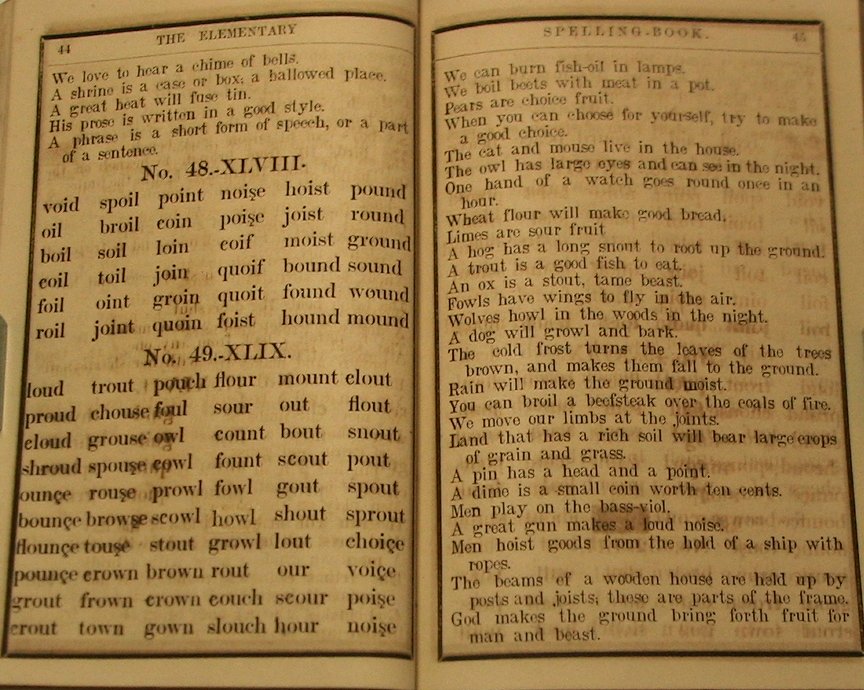 44 THE ELEMENTARY
We love to hear a chime of bells.
A shrine is a case or box; a hallowed place.
A great heat will fuse tin.
His prose is written in a good style.
A phrase is a short form of speech, or a part
of a sentence.
No. 48.-XLVIII.
void spoil point noişe hoist pound
oil broil coin poişe joist round
boil soil loin coif moist ground
coil toil join quoif bound sound
foil oint groin quoit found wound
roil joint quoin foist hound mound
No. 49.-XLIX.
loud trout pouch flour mount clout
proud chouse foul sour out flout
cloud grouse owl count bout snout
shroud spouse cowl fount scout pout
ounçe rouşe prowl fowl gout spout
bounçe browşe scowl howl shout sprout
flounçe touşe stout growl lout choiçe
pounçe crown brown rout our voiçe
grout frown crown couch scour poişe
crout town gown slouch hour noişe
SPELLING-BOOK. 45
We can burn fish-oil in lamps.
We boil beets with meat in a pot.
Pears are choice fruit.
When you can choose for yourself, try to make
a good choice.
The cat and mouse live in the house.
The owl has large eyes and can see in the night.
One hand of a watch goes round once in an
hour.
Wheat flour will make good bread.
Limes are sour fruit
A hog has a long snout to root up the ground.
A trout is a good fish to eat.
An ox is a stout, tame beast.
Fowls have wings to fly in the air.
Wolves howl in the woods in the night.
A dog will growl and bark.
The cold frost turns the leaves of the trees
brown, and makes them fall to the ground.
Rain will make the ground moist.
You can broil a beefsteak over the coals of fire.
We move our limbs at the joints.
Land that has a rich soil will bear large crops
of grain and grass.
A pin has a head and a point.
A dime is a small coin worth ten cents.
Men play on the bass-viol.
A great gun makes a loud noise.
Men hoist goods from the hold of a ship with
ropes.
The beams of a wooden house are held up by
posts and joists; these are parts of the frame.
God makes the ground bring forth fruit for
man and beast.